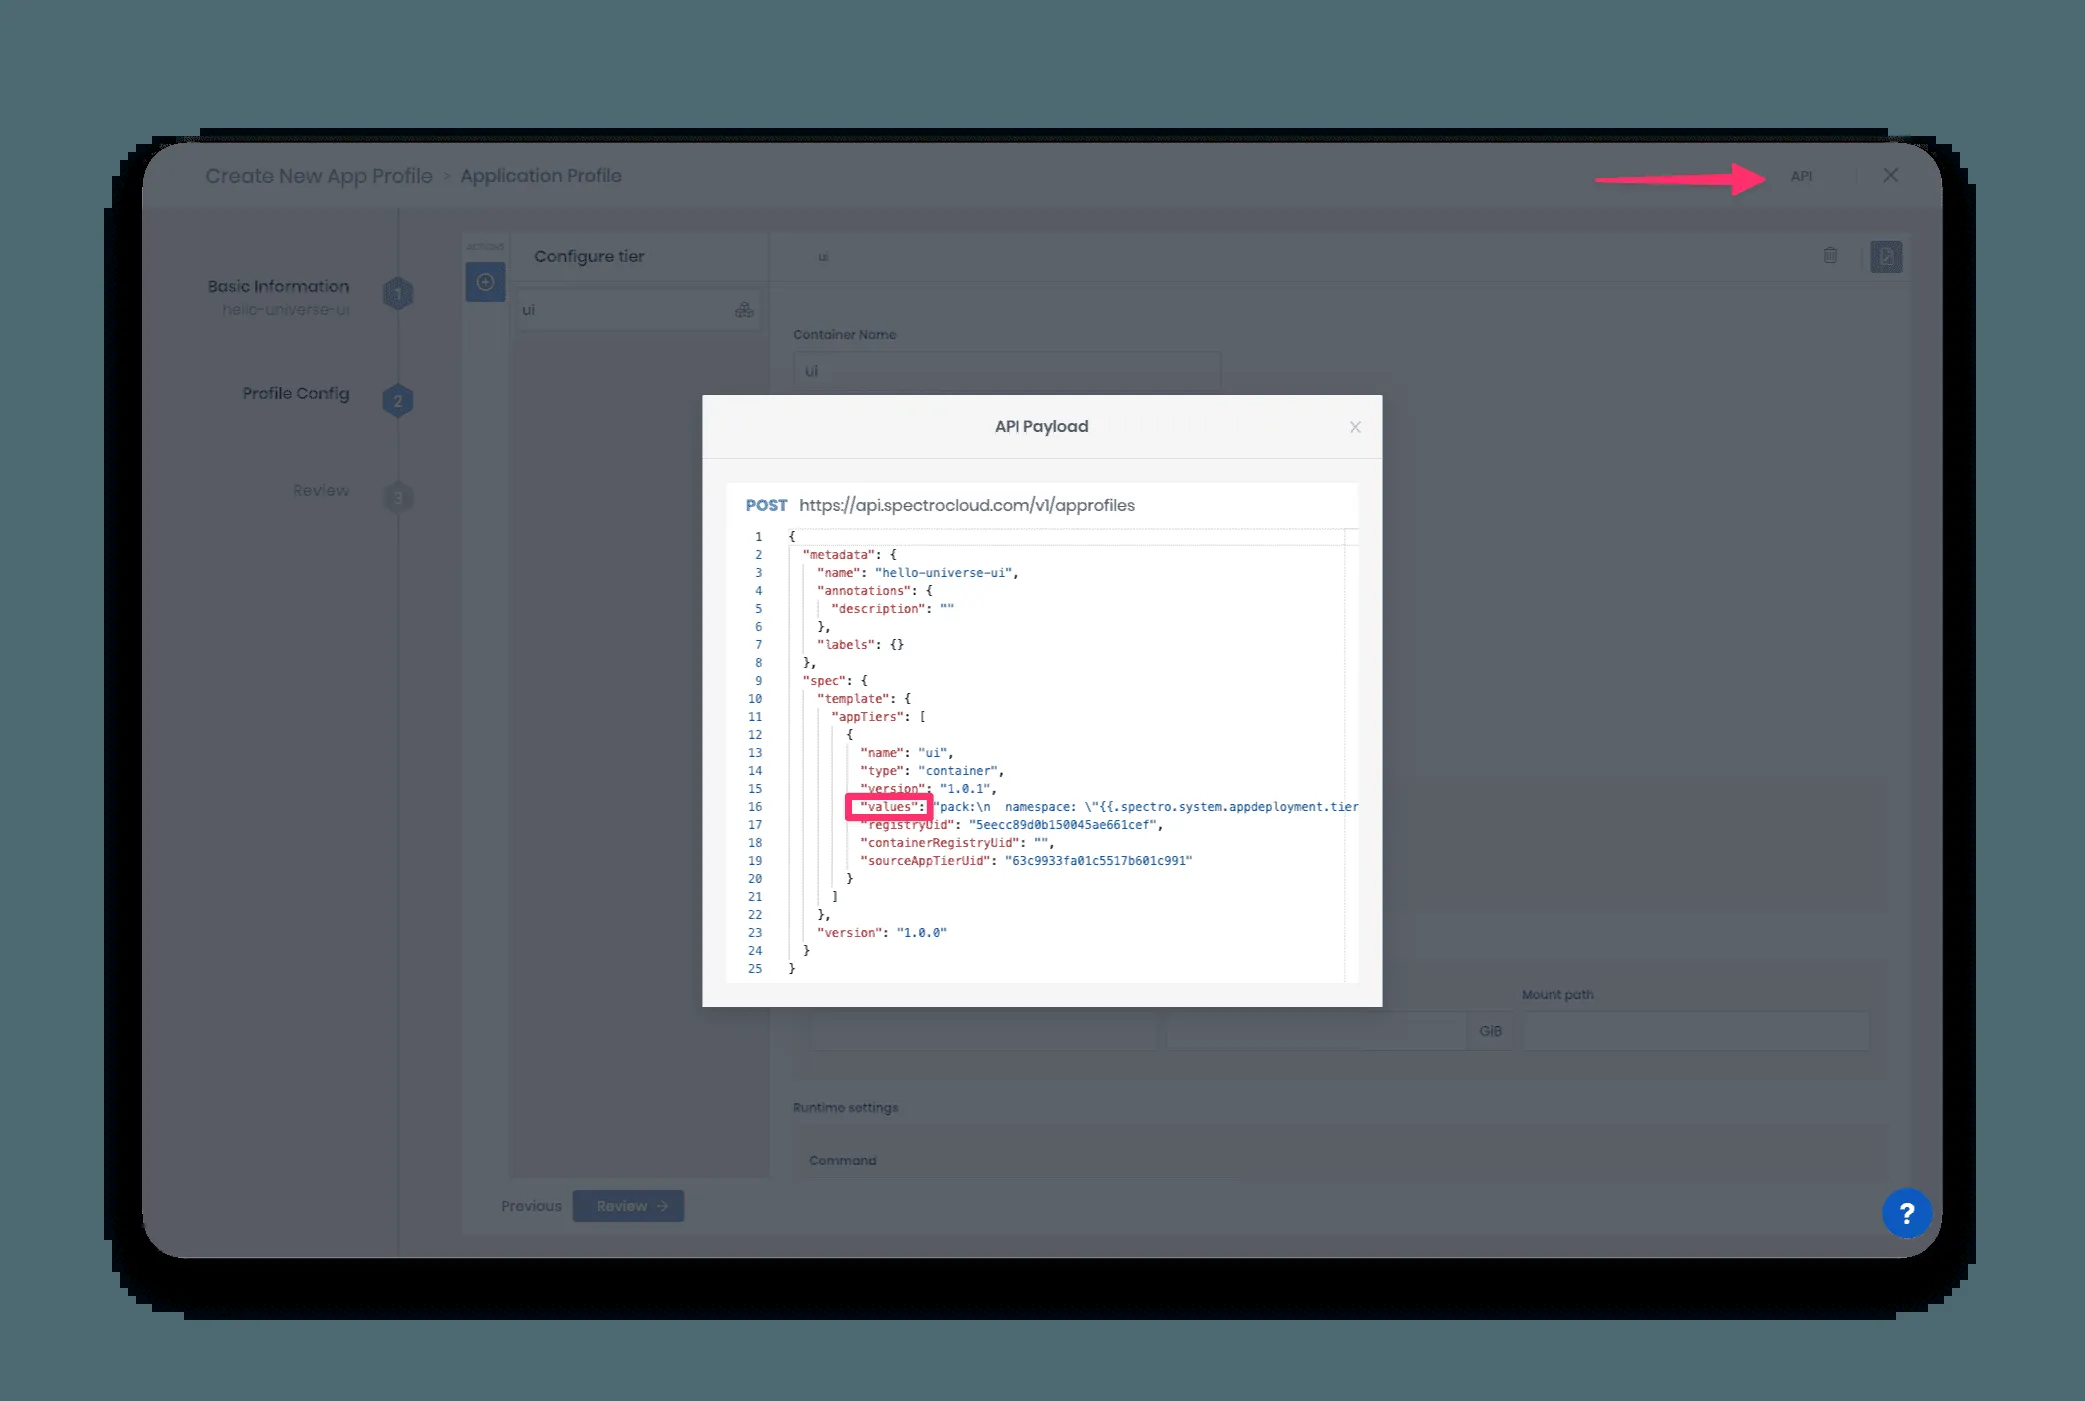 Create New App Profile > Application Profile
API
ACTIONS
Configure tier
ui
Basic Information
hello-universe-ui
1
ui
Container Name
ui
Profile Config
2
Review
3
API Payload
POST https://api.spectrocloud.com/v1/approfiles
1 {
2 "metadata": {
3 "name": "hello-universe-ui",
4 "annotations": {
5 "description": ""
6 },
7 "labels": {}
8 },
9 "spec": {
10 "template": {
11 "appTiers": [
12 {
13 "name": "ui",
14 "type": "container",
15 "version": "1.0.1",
16 "values": "pack:\n  namespace: \"{{.spectro.system.appdeployment.tier
17 "registryUid": "5eecc89d0b150045ae661cef",
18 "containerRegistryUid": "",
19 "sourceAppTierUid": "63c9933fa01c5517b601c991"
20 }
21 ]
22 },
23 "version": "1.0.0"
24 }
25 }
Mount path
GiB
Runtime settings
Command
Previous
Review →
?